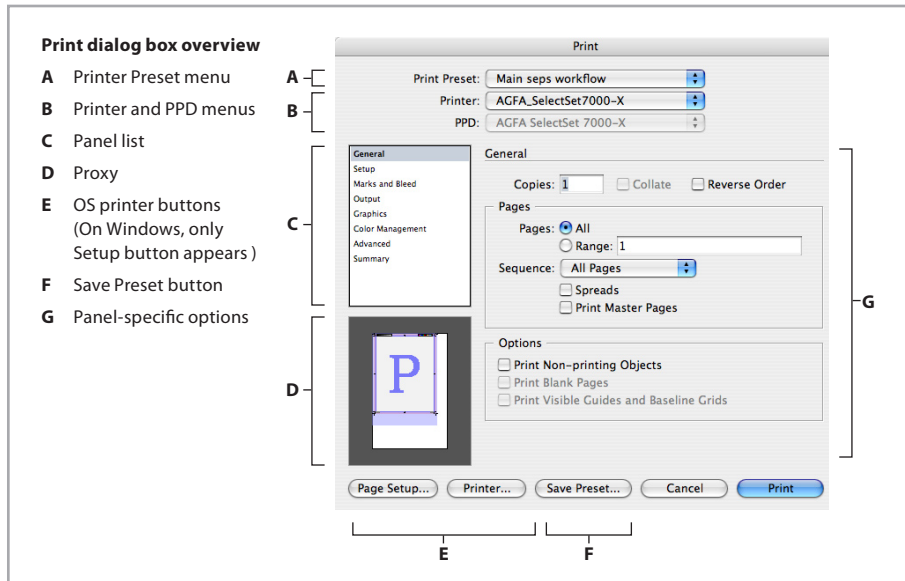 Print dialog box overview
A Printer Preset menu
B Printer and PPD menus
C Panel list
D Proxy
E OS printer buttons
(On Windows, only
Setup button appears )
F Save Preset button
G Panel-specific options
Print
A
Print Preset: Main seps workflow
B
Printer: AGFA_SelectSet7000-X
PPD: AGFA SelectSet 7000-X
C
General
Setup
Marks and Bleed
Output
Graphics
Color Management
Advanced
Summary
D
P
General
Copies: 1 Collate Reverse Order
Pages
Pages: All
Range: 1
Sequence: All Pages
Spreads
Print Master Pages
Options
Print Non-printing Objects
Print Blank Pages
Print Visible Guides and Baseline Grids
G
Page Setup... Printer... Save Preset... Cancel Print
E F